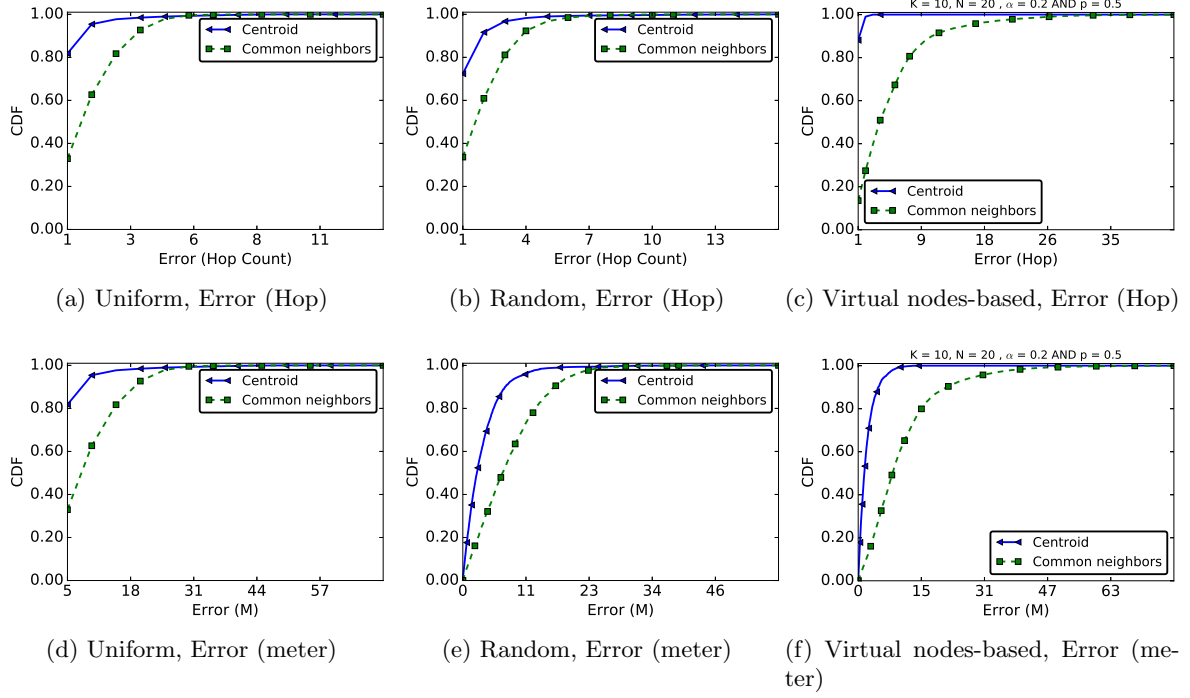 K = 10, N = 20 , α = 0.2 AND p = 0.5
1.00
0.80
0.60
0.40
0.20
0.00
CDF
Centroid
Common neighbors
1 3 6 8 11
Error (Hop Count)
(a) Uniform, Error (Hop)
1.00
0.80
0.60
0.40
0.20
0.00
CDF
Centroid
Common neighbors
1 4 7 10 13
Error (Hop Count)
(b) Random, Error (Hop)
1.00
0.80
0.60
0.40
0.20
0.00
CDF
Centroid
Common neighbors
1 9 18 26 35
Error (Hop)
(c) Virtual nodes-based, Error (Hop)
1.00
0.80
0.60
0.40
0.20
0.00
CDF
Centroid
Common neighbors
5 18 31 44 57
Error (M)
(d) Uniform, Error (meter)
1.00
0.80
0.60
0.40
0.20
0.00
CDF
Centroid
Common neighbors
0 11 23 34 46
Error (M)
(e) Random, Error (meter)
K = 10, N = 20 , α = 0.2 AND p = 0.5
1.00
0.80
0.60
0.40
0.20
0.00
CDF
Centroid
Common neighbors
0 15 31 47 63
Error (M)
(f) Virtual nodes-based, Error (me-
ter)